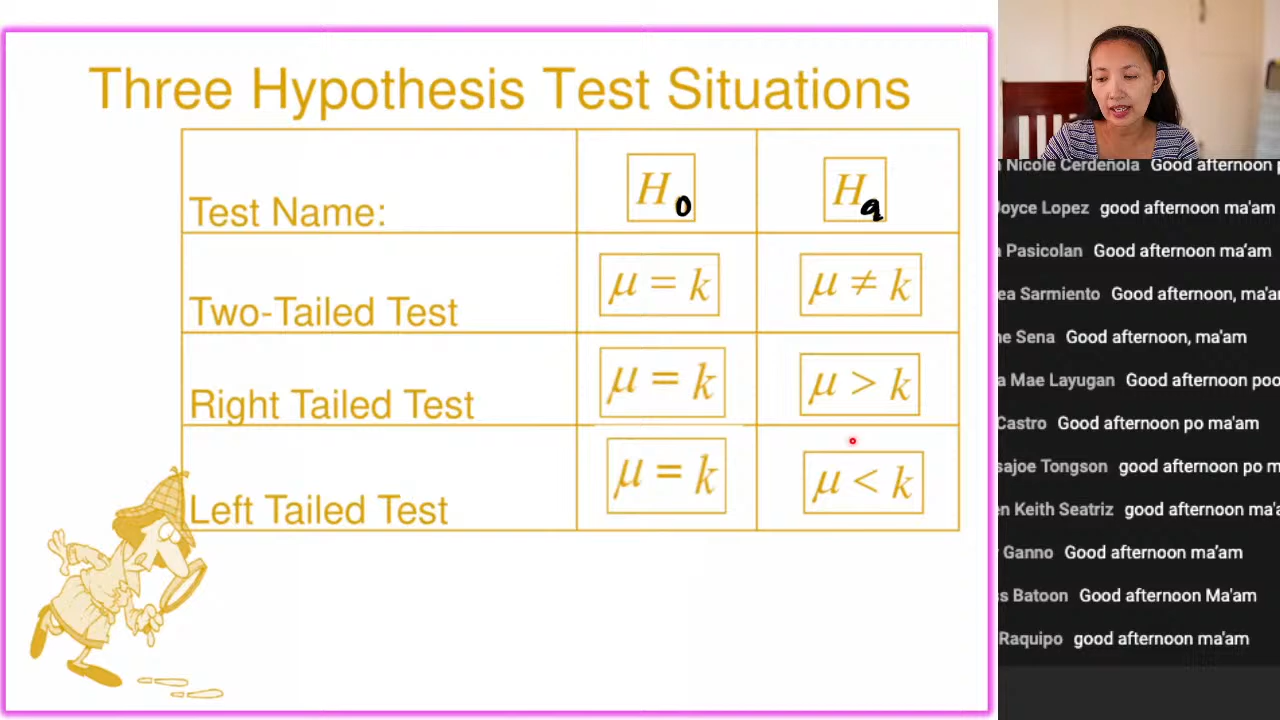 Three Hypothesis Test Situations
Test Name: H0 Ha
Two-Tailed Test μ = k μ ≠ k
Right Tailed Test μ = k μ > k
Left Tailed Test μ = k μ < k
Nicole Cerdeñola Good afternoon
Joyce Lopez good afternoon ma'am
Pasicolan Good afternoon ma'am
Sarmiento Good afternoon, ma'am
Sena Good afternoon, ma'am
Mae Layugan Good afternoon poo
Castro Good afternoon po ma'am
Tongson good afternoon po
Keith Seatriz good afternoon
Ganno Good afternoon ma'am
Batoon Good afternoon Ma'am
Raquipo good afternoon ma'am